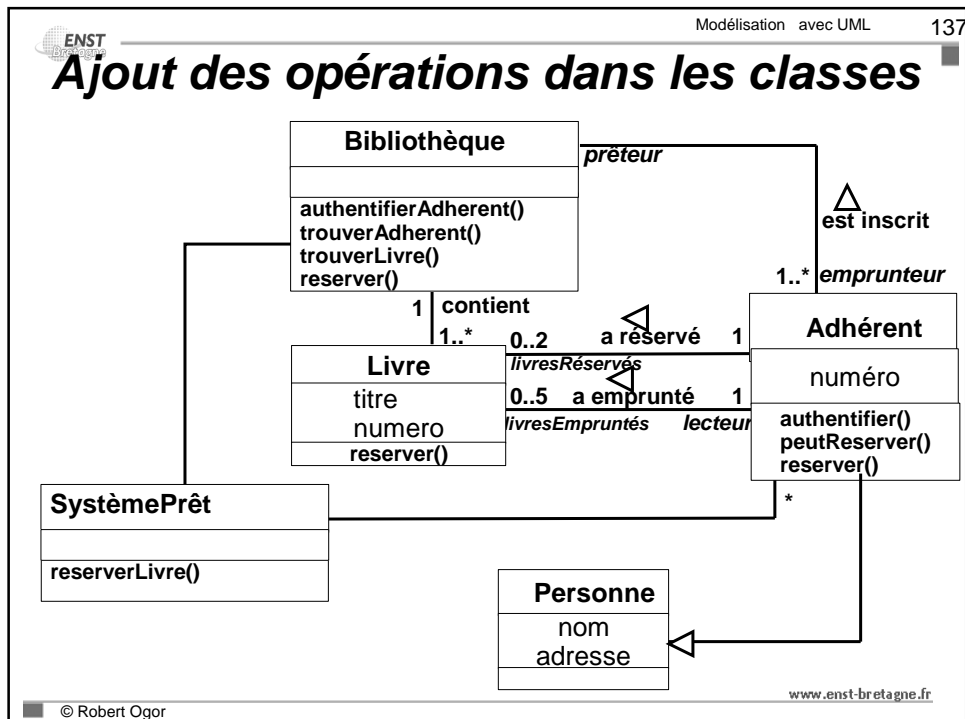 Modélisation avec UML 137
ENST
Bretagne
Ajout des opérations dans les classes
Bibliothèque
prêteur
authentifierAdherent()
trouverAdherent()
trouverLivre()
reserver()
est inscrit
1..* emprunteur
1 contient
1..*
Adhérent
numéro
authentifier()
peutReserver()
reserver()
0..2 a réservé 1
livresRéservés
0..5 a emprunté 1
livresEmpruntés lecteur
Livre
titre
numero
reserver()
*
SystèmePrêt
reserverLivre()
Personne
nom
adresse
www.enst-bretagne.fr
© Robert Ogor